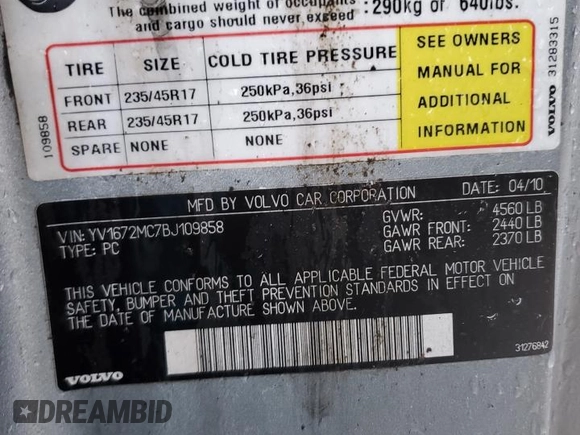 The combined weight of occupants
and cargo should never exceed :290kg or 640lbs.
TIRE SIZE COLD TIRE PRESSURE
FRONT 235/45R17 250kPa,36psi
REAR 235/45R17 250kPa,36psi
SPARE NONE NONE
SEE OWNERS
MANUAL FOR
ADDITIONAL
INFORMATION
109858
VOLVO 31283315
MFD BY VOLVO CAR CORPORATION DATE: 04/10
VIN: YV1672MC7BJ109858
TYPE: PC
GVWR: 4560 LB
GAWR FRONT: 2440 LB
GAWR REAR: 2370 LB
THIS VEHICLE CONFORMS TO ALL APPLICABLE FEDERAL MOTOR VEHICLE
SAFETY, BUMPER AND THEFT PREVENTION STANDARDS IN EFFECT ON
THE DATE OF MANUFACTURE SHOWN ABOVE.
31276842
VOLVO
DREAMBID